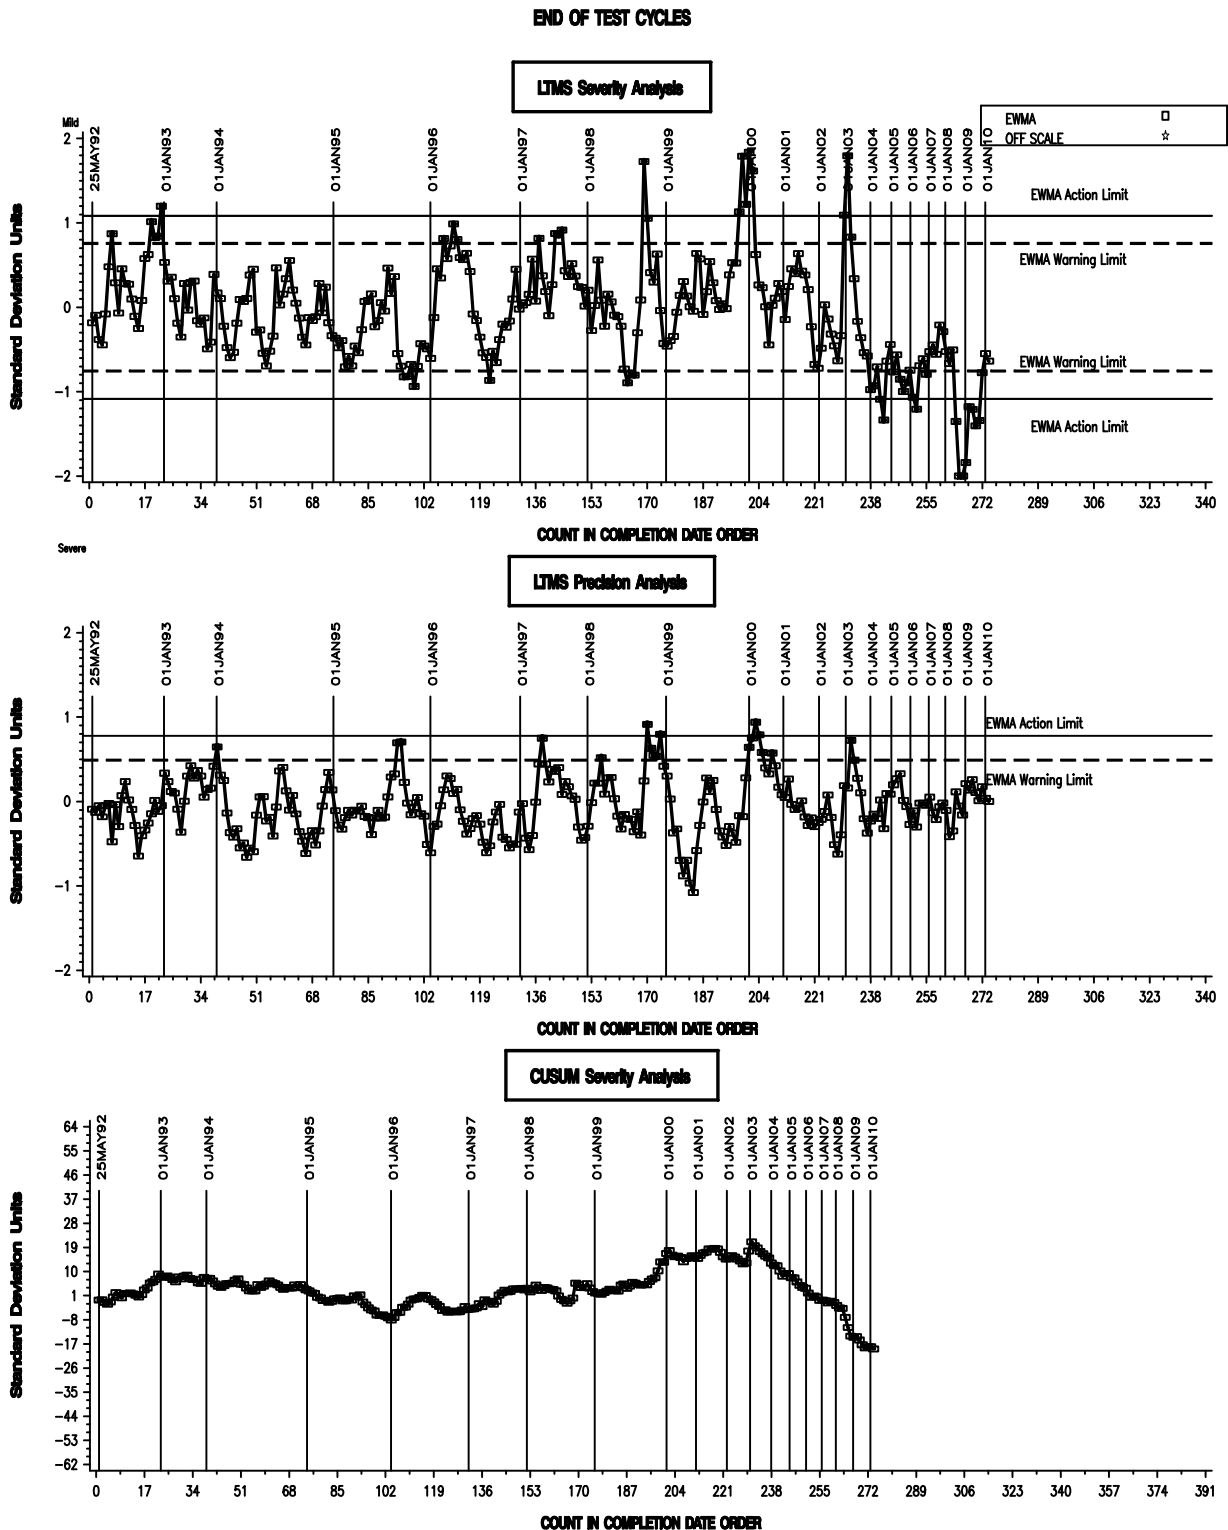 END OF TEST CYCLES
LTMS Severity Analysis
Mild
EWMA
OFF SCALE
25MAY92 01JAN93 01JAN94 01JAN95 01JAN96 01JAN97 01JAN98 01JAN99 01JAN00 01JAN01 01JAN02 01JAN03 01JAN04 01JAN05 01JAN06 01JAN07 01JAN08 01JAN09 01JAN10
EWMA Action Limit
EWMA Warning Limit
EWMA Warning Limit
EWMA Action Limit
Standard Deviation Units
2
1
0
-1
-2
0 17 34 51 68 85 102 119 136 153 170 187 204 221 238 255 272 289 306 323 340
COUNT IN COMPLETION DATE ORDER
Severe
LTMS Precision Analysis
25MAY92 01JAN93 01JAN94 01JAN95 01JAN96 01JAN97 01JAN98 01JAN99 01JAN00 01JAN01 01JAN02 01JAN03 01JAN04 01JAN05 01JAN06 01JAN07 01JAN08 01JAN09 01JAN10
EWMA Action Limit
EWMA Warning Limit
Standard Deviation Units
2
1
0
-1
-2
0 17 34 51 68 85 102 119 136 153 170 187 204 221 238 255 272 289 306 323 340
COUNT IN COMPLETION DATE ORDER
CUSUM Severity Analysis
25MAY92 01JAN93 01JAN94 01JAN95 01JAN96 01JAN97 01JAN98 01JAN99 01JAN00 01JAN01 01JAN02 01JAN03 01JAN04 01JAN05 01JAN06 01JAN07 01JAN08 01JAN09 01JAN10
Standard Deviation Units
64
55
46
37
28
19
10
1
-8
-17
-26
-35
-44
-53
-62
0 17 34 51 68 85 102 119 136 153 170 187 204 221 238 255 272 289 306 323 340 357 374 391
COUNT IN COMPLETION DATE ORDER